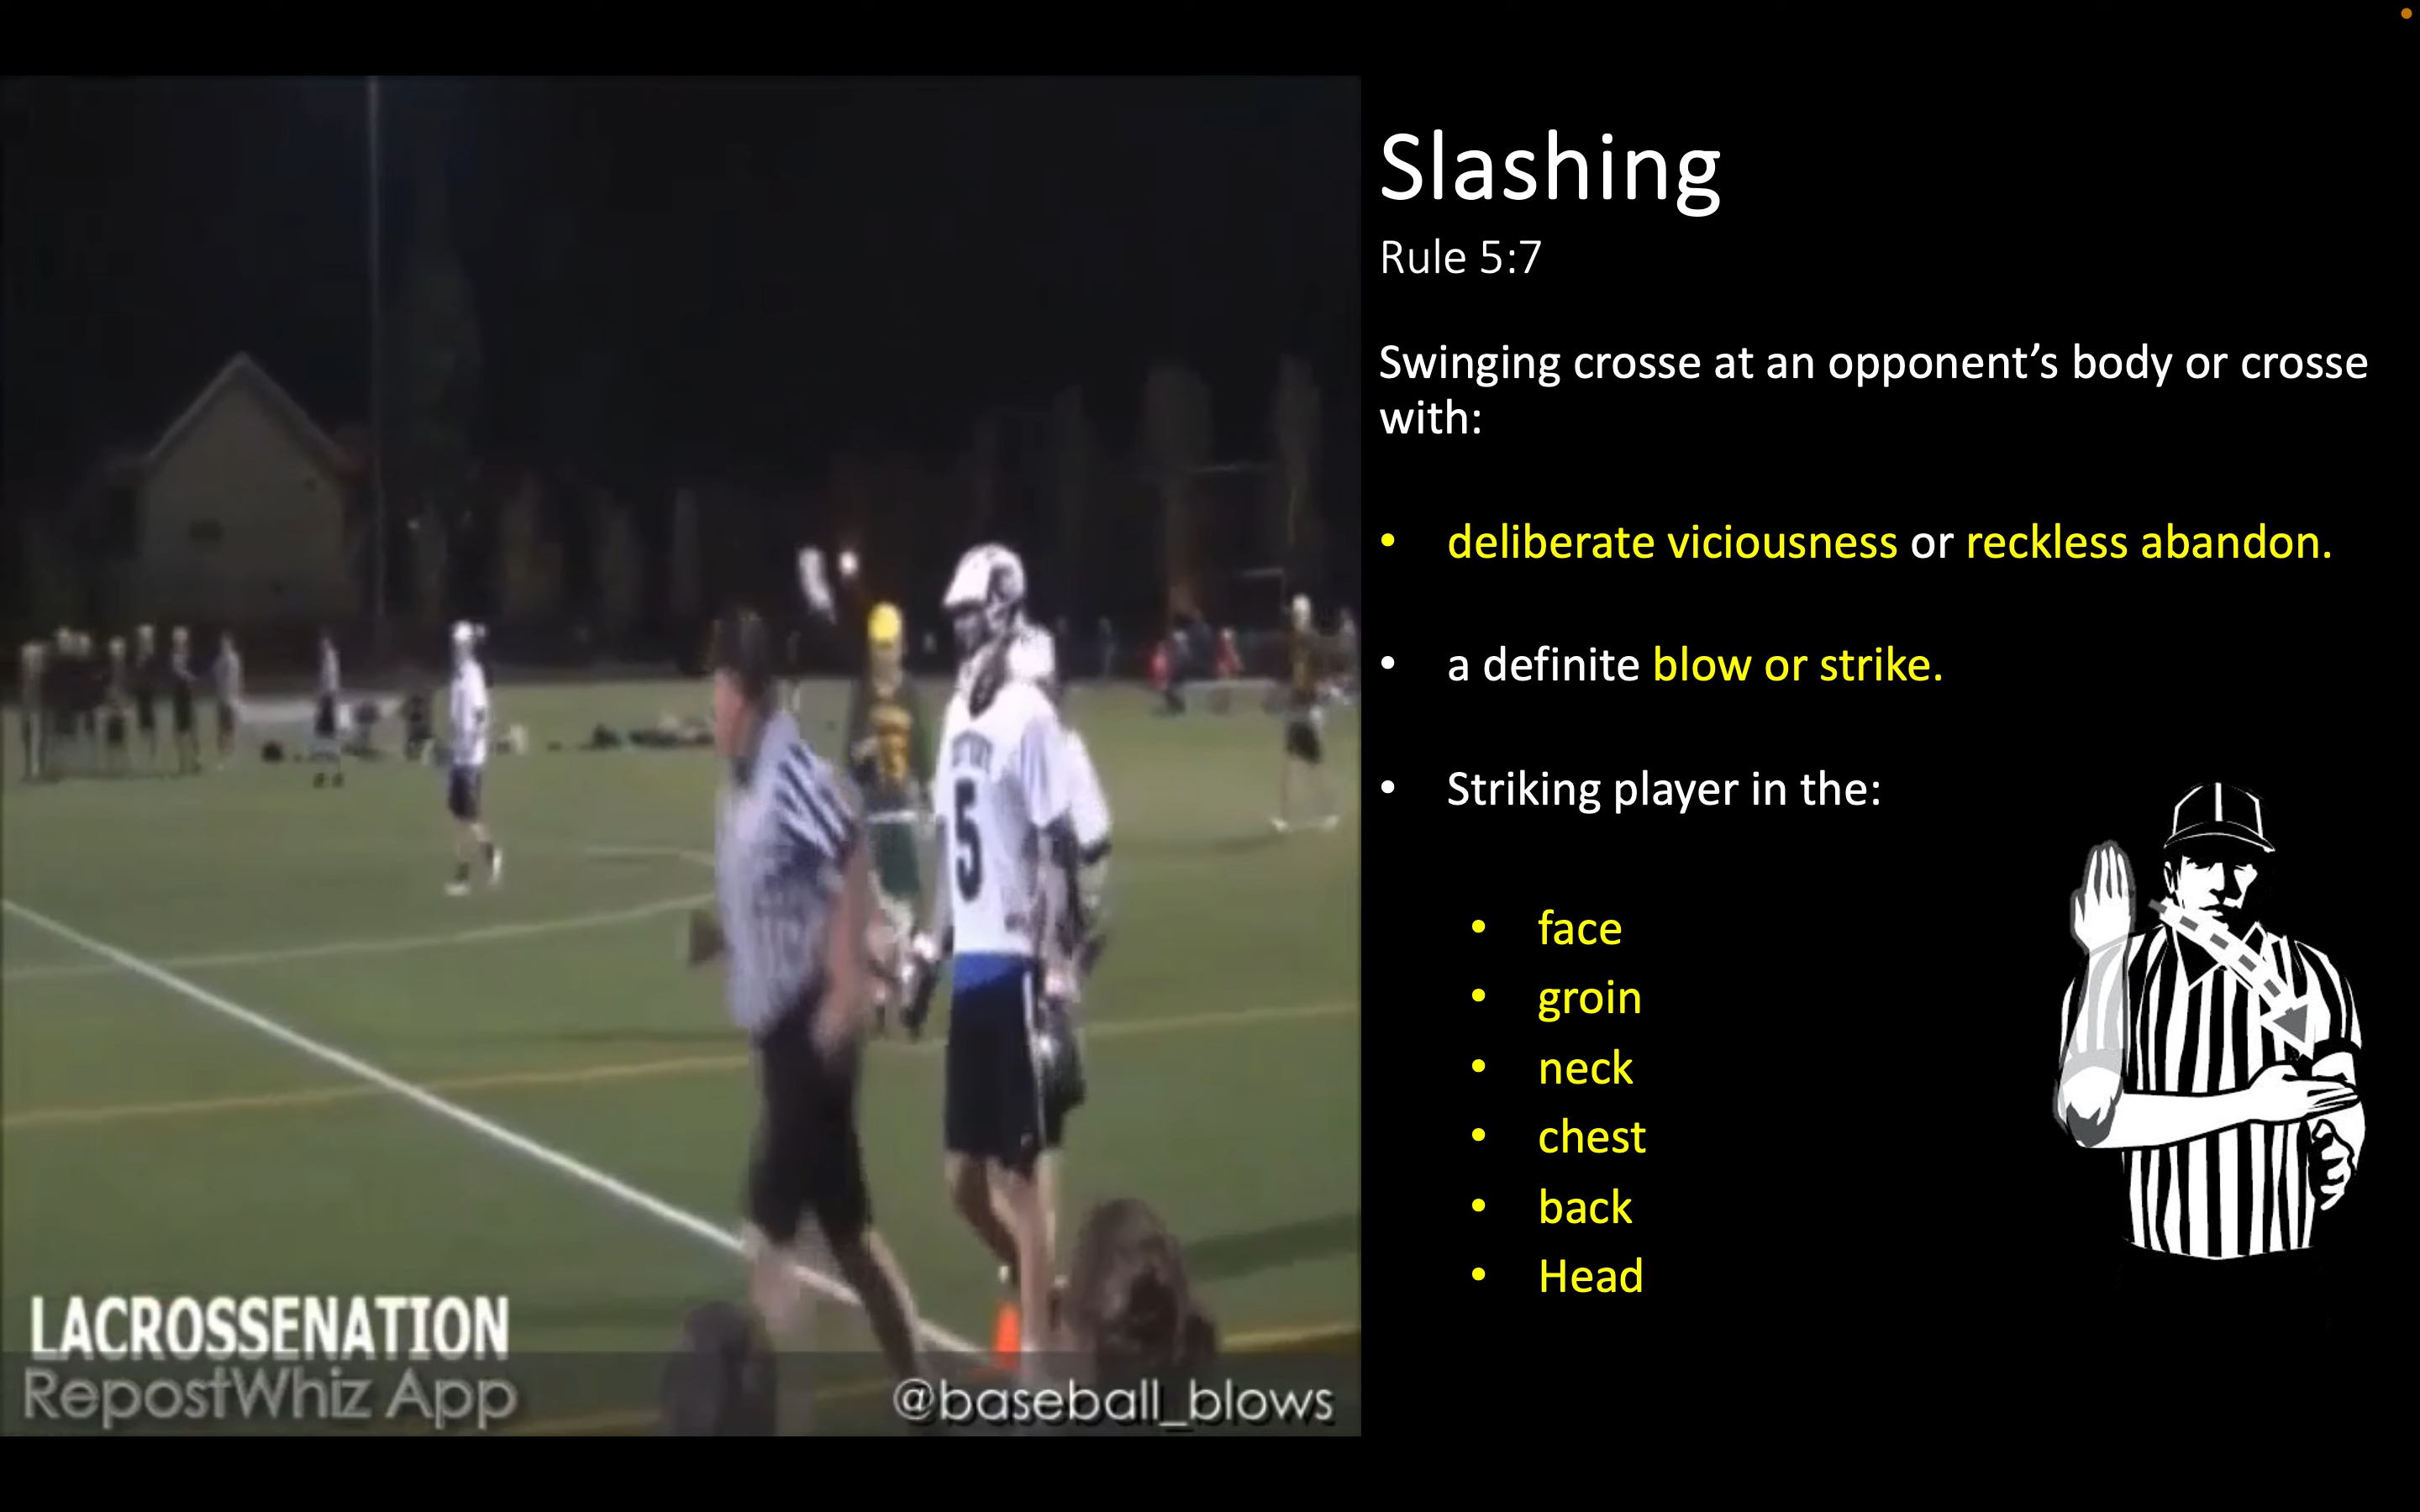 Slashing
Rule 5:7
Swinging crosse at an opponent’s body or crosse
with:
• deliberate viciousness or reckless abandon.
• a definite blow or strike.
• Striking player in the:
• face
• groin
• neck
• chest
• back
• Head
5
LACROSSENATION
RepostWhiz App
@baseball_blows